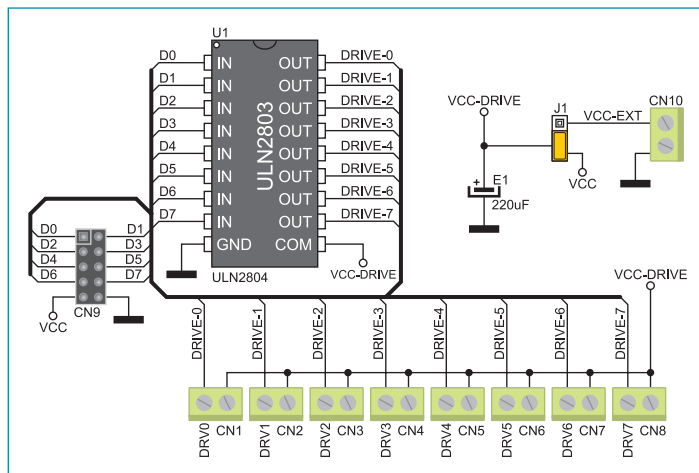 U1
D0 IN OUT DRIVE-0
D1 IN OUT DRIVE-1
D2 IN OUT DRIVE-2
D3 IN OUT DRIVE-3
D4 IN OUT DRIVE-4
D5 IN OUT DRIVE-5
D6 IN OUT DRIVE-6
D7 IN OUT DRIVE-7
GND COM
ULN2803
ULN2804
VCC-DRIVE
VCC-DRIVE
J1
VCC-EXT
CN10
+
E1
220uF
VCC
D0 D1
D2 D3
D4 D5
D6 D7
VCC
CN9
VCC-DRIVE
DRIVE-0
DRIVE-1
DRIVE-2
DRIVE-3
DRIVE-4
DRIVE-5
DRIVE-6
DRIVE-7
DRV0 CN1
DRV1 CN2
DRV2 CN3
DRV3 CN4
DRV4 CN5
DRV5 CN6
DRV6 CN7
DRV7 CN8